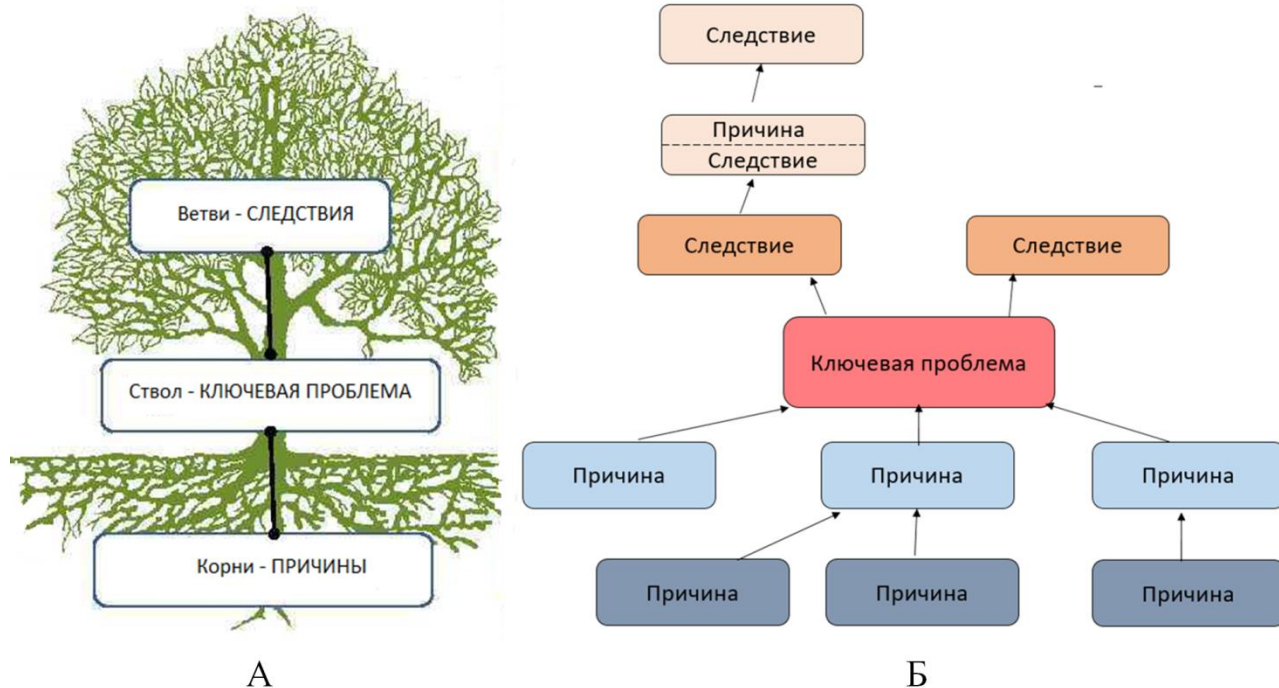 Ветви - СЛЕДСТВИЯ
Ствол - КЛЮЧЕВАЯ ПРОБЛЕМА
Корни - ПРИЧИНЫ
А
Следствие
Причина
Следствие
Следствие
Следствие
Ключевая проблема
Причина
Причина
Причина
Причина
Причина
Причина
Б